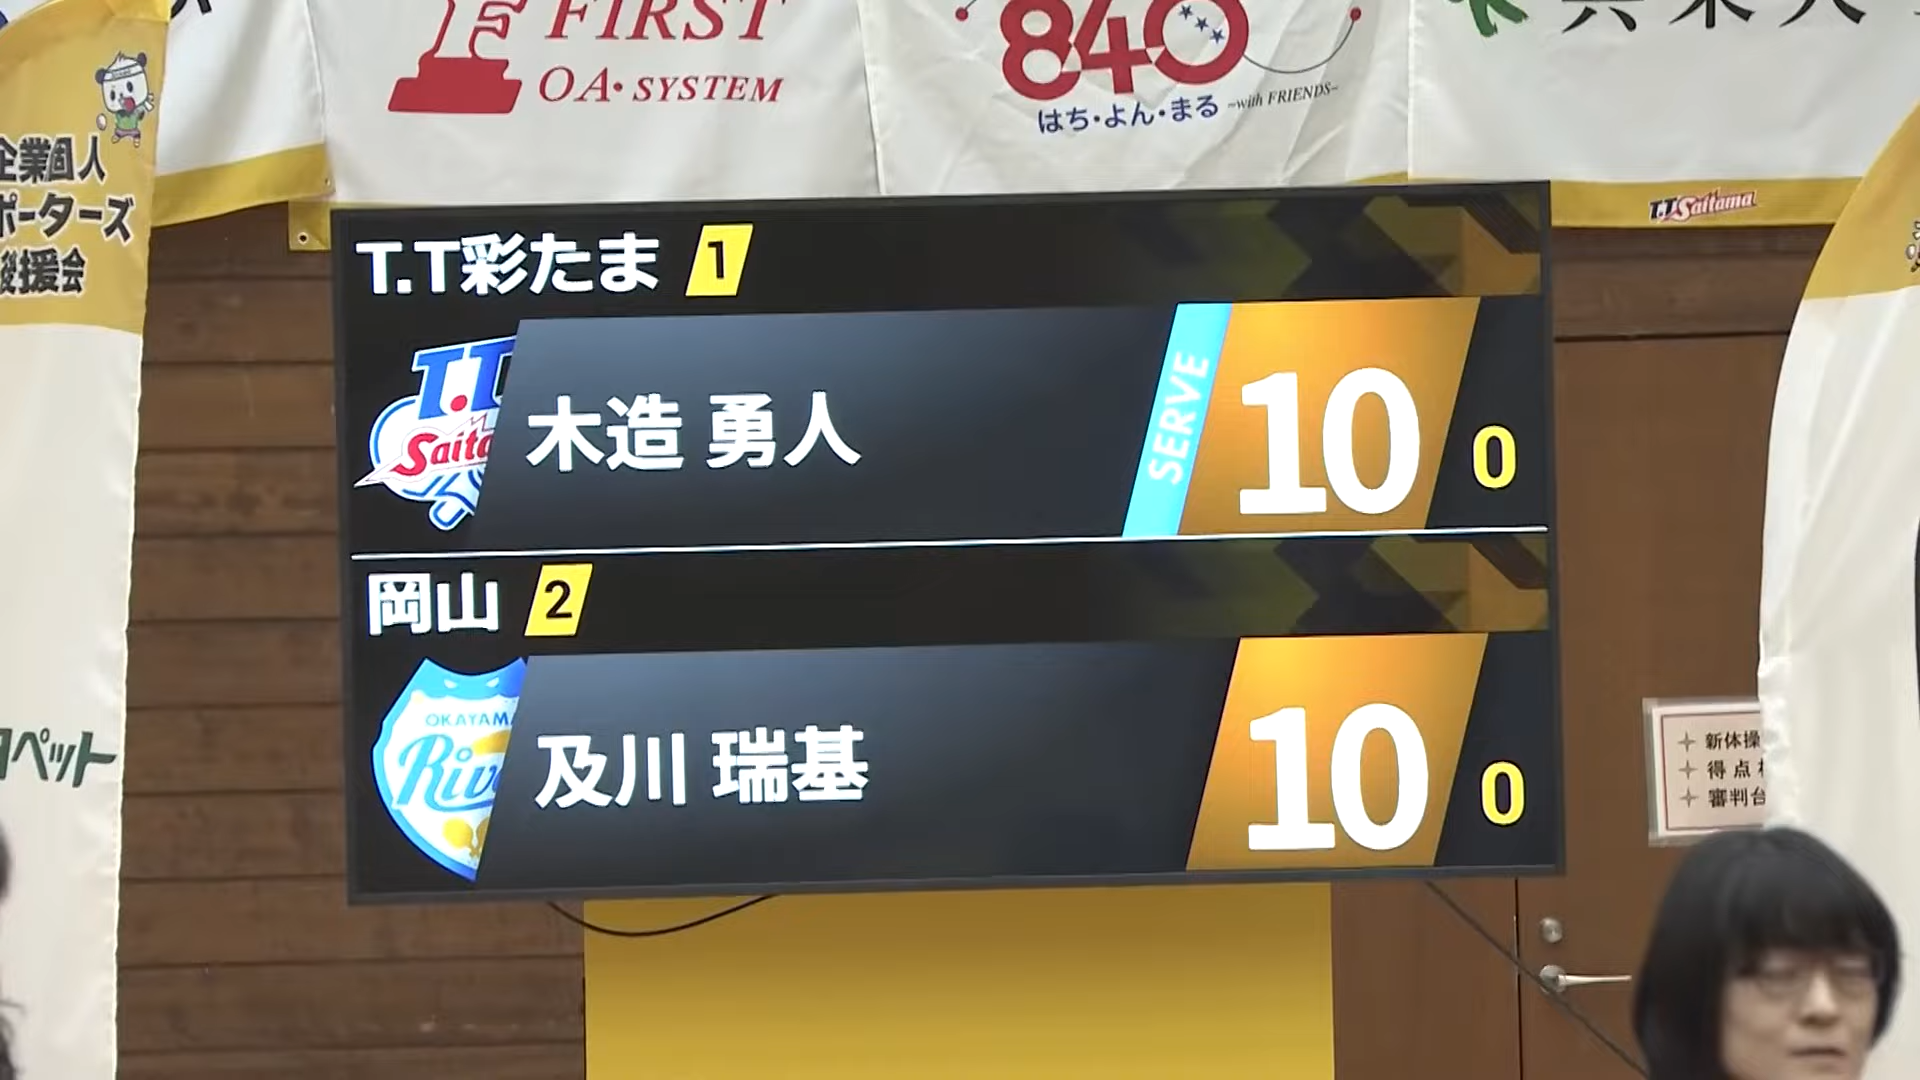 FIRST
OA・SYSTEM
840
はち・よん・まる ~with FRIENDS~
企業個人
ポーターズ
後援会
T.T Saitama
T.T彩たま 1
木造 勇人
SERVE
10
0
岡山 2
OKAYAMA
及川 瑞基
10
0
ペット
新体操
得点
審判台